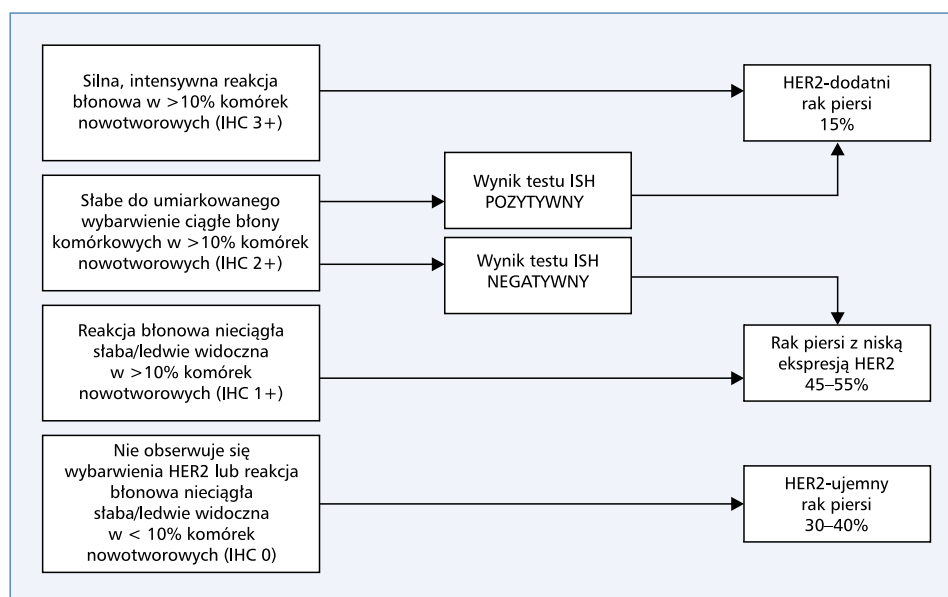 Silna, intensywna reakcja
błonowa w >10% komórek
nowotworowych (IHC 3+)
HER2-dodatni
rak piersi
15%
Słabe do umiarkowanego
wybarwienie ciągłe błony
komórkowych w >10% komórek
nowotworowych (IHC 2+)
Wynik testu ISH
POZYTYWNY
Wynik testu ISH
NEGATYWNY
Reakcja błonowa nieciągła
słaba/ledwie widoczna
w >10% komórek
nowotworowych (IHC 1+)
Rak piersi z niską
ekspresją HER2
45–55%
Nie obserwuje się
wybarwienia HER2 lub reakcja
błonowa nieciągła
słaba/ledwie widoczna
w < 10% komórek
nowotworowych (IHC 0)
HER2-ujemny
rak piersi
30–40%